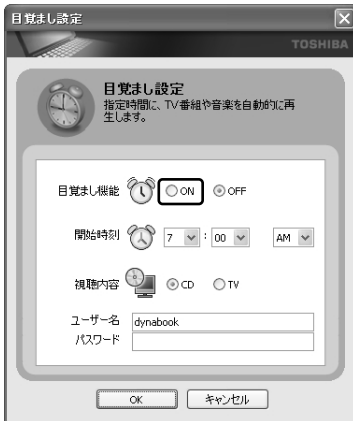 目覚まし設定
TOSHIBA
目覚まし設定
指定時間に、TV番組や音楽を自動的に再
生します。
目覚まし機能 ON OFF
開始時刻 7 : 00 AM
視聴内容 CD TV
ユーザー名 dynabook
パスワード
OK キャンセル